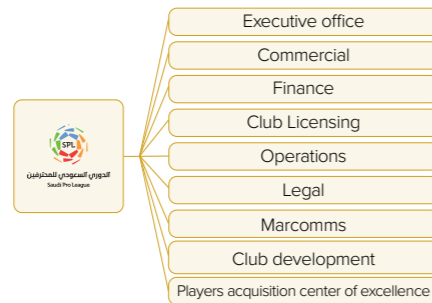 SPL
الدوري السعودي للمحترفين
Saudi Pro League
Executive office
Commercial
Finance
Club Licensing
Operations
Legal
Marcomms
Club development
Players acquisition center of excellence